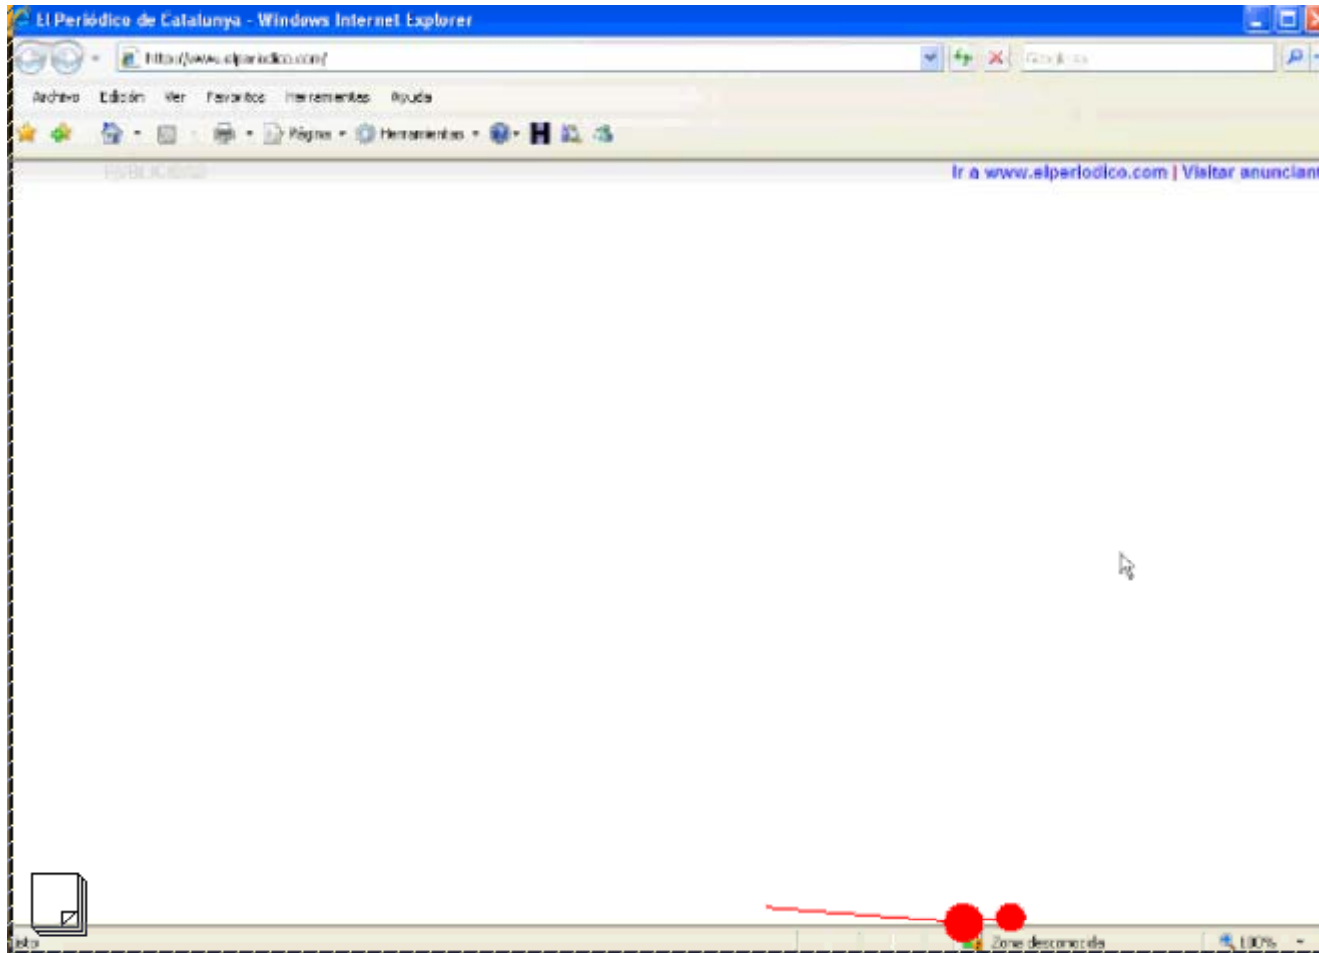 El Periódico de Catalunya - Windows Internet Explorer
http://www.elperiodico.com/
Archivo Edición Ver Favoritos Herramientas Ayuda
Página Herramientas H
PUBLICIDAD Ir a www.elperiodico.com | Visitar anunciant
Zona desconocida 100%